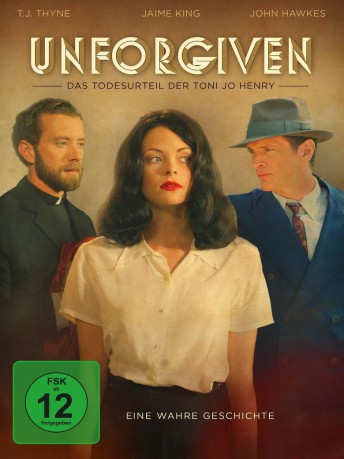 T.J. THYNE JAIME KING JOHN HAWKES
UNFORGIVEN
DAS TODESURTEIL DER TONI JO HENRY
FSK
ab
12
freigegeben
EINE WAHRE GESCHICHTE